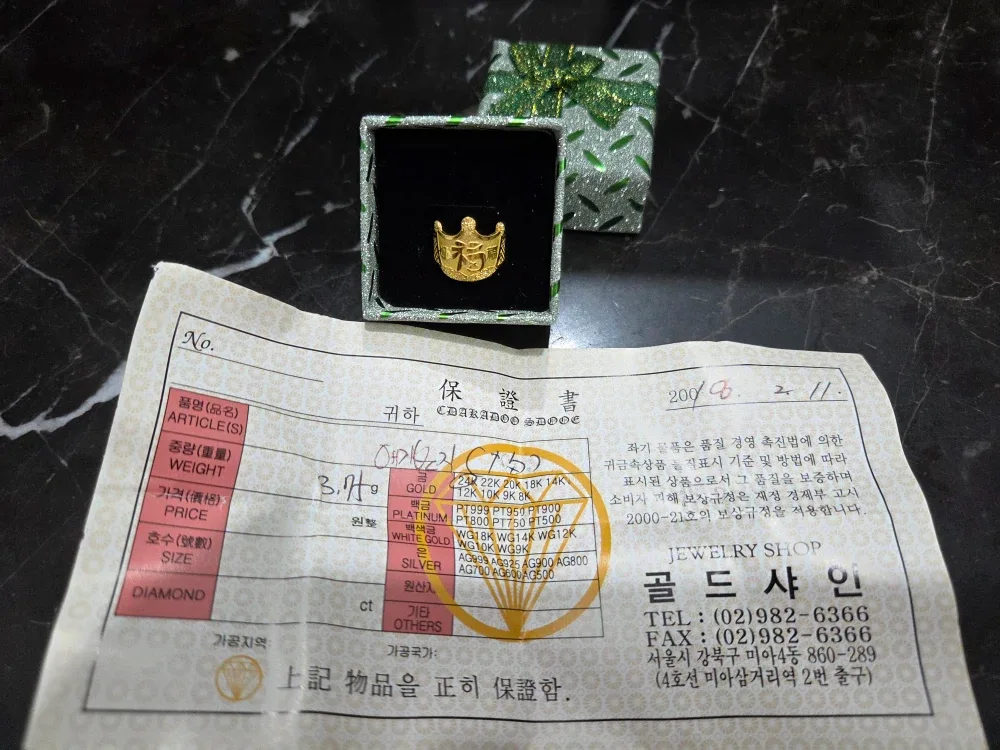 福
No.
保 證 書
귀하
2. 11.
품명(品名)
ARTICLE(S)
중량(重量)
WEIGHT
3.75g
가격(價格)
PRICE
원整
호수(號數)
SIZE
DIAMOND
ct
금
GOLD
24K 22K 20K 18K 14K
12K 10K 9K 8K
백금
PLATINUM
PT999 PT950 PT900
PT800 PT750 PT500
백색금
WHITE GOLD
WG18K WG14K WG12K
WG10K WG9K
은
SILVER
AG999 AG925 AG900 AG800
AG700 AG600 AG500
원산지
기타
OTHERS
가공지역:
가공국가:
上記 物品을 正히 保證함.
좌기 물품은 품질 경영 촉진법에 의한
귀금속상품 품질표시 기준 및 방법에 따라
표시된 상품으로서 그 품질을 보증하며
소비자 피해 보상규정은 재정 경제부 고시
2000-21호의 보상규정을 적용합니다.
JEWELRY SHOP
골드샤인
TEL : (02)982-6366
FAX : (02)982-6366
서울시 강북구 미아4동 860-289
(4호선 미아삼거리역 2번 출구)